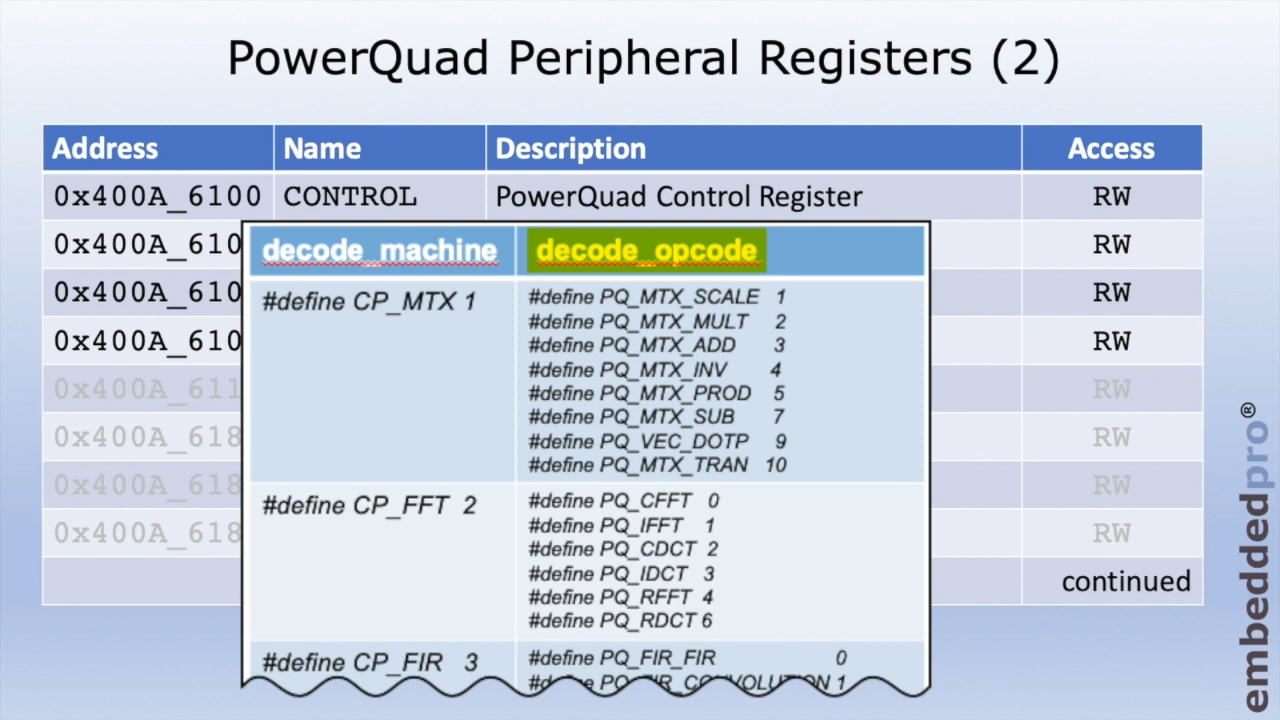 PowerQuad Peripheral Registers (2)
Address Name Description Access
0x400A_6100 CONTROL PowerQuad Control Register RW
0x400A_610 RW
0x400A_610 RW
0x400A_610 RW
0x400A_611 RW
0x400A_618 RW
0x400A_618 RW
0x400A_618 RW
continued
decode_machine decode_opcode
#define CP_MTX 1
#define PQ_MTX_SCALE 1
#define PQ_MTX_MULT 2
#define PQ_MTX_ADD 3
#define PQ_MTX_INV 4
#define PQ_MTX_PROD 5
#define PQ_MTX_SUB 7
#define PQ_VEC_DOTP 9
#define PQ_MTX_TRAN 10
#define CP_FFT 2
#define PQ_CFFT 0
#define PQ_IFFT 1
#define PQ_CDCT 2
#define PQ_IDCT 3
#define PQ_RFFT 4
#define PQ_RDCT 6
#define CP_FIR 3
#define PQ_FIR_FIR 0
#define PQ_FIR_CONVOLUTION 1
embeddedpro®